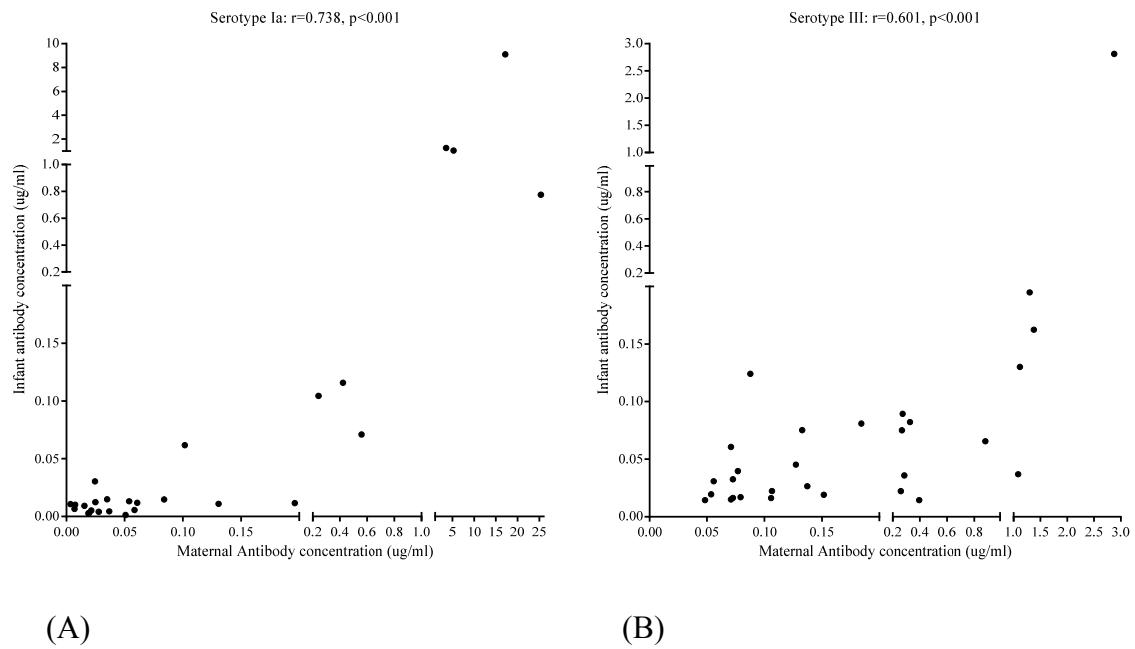 Serotype Ia: r=0.738, p<0.001
10
8
6
4
2
1.0
0.8
0.6
0.4
0.2
0.15
0.10
0.05
0.00
Infant antibody concentration (ug/ml)
0.00 0.05 0.10 0.15 0.2 0.4 0.6 0.8 1.0 5 10 15 20 25
Maternal Antibody concentration (ug/ml)
(A)
Serotype III: r=0.601, p<0.001
3.0
2.5
2.0
1.5
1.0
0.8
0.6
0.4
0.2
0.15
0.10
0.05
0.00
Infant antibody concentration (ug/ml)
0.00 0.05 0.10 0.15 0.2 0.4 0.6 0.8 1.0 1.5 2.0 2.5 3.0
Maternal Antibody concentration (ug/ml)
(B)